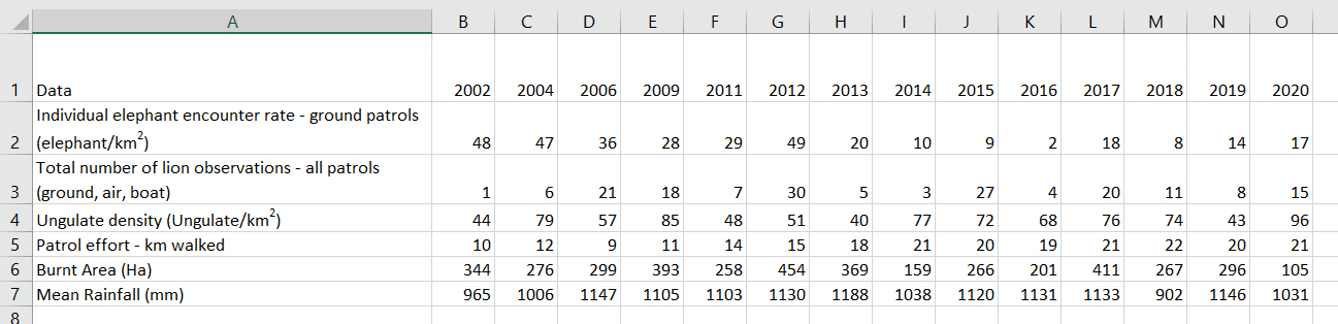 A B C D E F G H I J K L M N O
1 Data 2002 2004 2006 2009 2011 2012 2013 2014 2015 2016 2017 2018 2019 2020
Individual elephant encounter rate - ground patrols
2 (elephant/km²) 48 47 36 28 29 49 20 10 9 2 18 8 14 17
Total number of lion observations - all patrols
3 (ground, air, boat) 1 6 21 18 7 30 5 3 27 4 20 11 8 15
4 Ungulate density (Ungulate/km²) 44 79 57 85 48 51 40 77 72 68 76 74 43 96
5 Patrol effort - km walked 10 12 9 11 14 15 18 21 20 19 21 22 20 21
6 Burnt Area (Ha) 344 276 299 393 258 454 369 159 266 201 411 267 296 105
7 Mean Rainfall (mm) 965 1006 1147 1105 1103 1130 1188 1038 1120 1131 1133 902 1146 1031
8